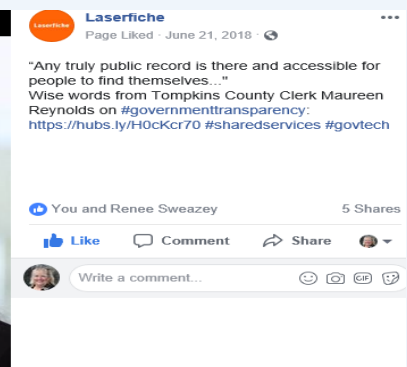 Laserfiche
Laserfiche
Page Liked · June 21, 2018 ·
•••
“Any truly public record is there and accessible for
people to find themselves..."
Wise words from Tompkins County Clerk Maureen
Reynolds on #governmenttransparency:
https://hubs.ly/H0cKcr70 #sharedservices #govtech
You and Renee Sweazey
5 Shares
Like
Comment
Share
Write a comment...
GIF